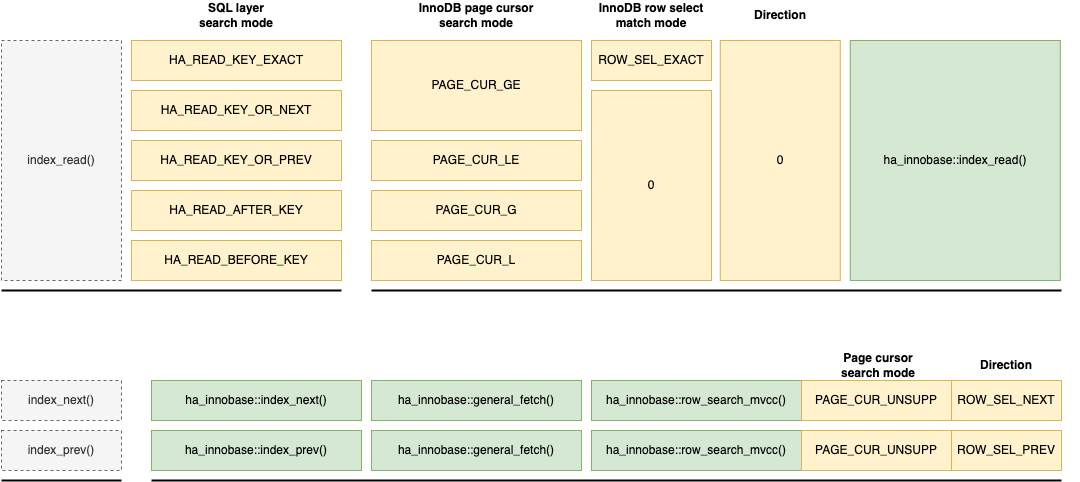 SQL layer
search mode
InnoDB page cursor
search mode
InnoDB row select
match mode
Direction
index_read()
HA_READ_KEY_EXACT
HA_READ_KEY_OR_NEXT
HA_READ_KEY_OR_PREV
HA_READ_AFTER_KEY
HA_READ_BEFORE_KEY
PAGE_CUR_GE
PAGE_CUR_LE
PAGE_CUR_G
PAGE_CUR_L
ROW_SEL_EXACT
0
0
ha_innobase::index_read()
Page cursor
search mode
Direction
index_next()
ha_innobase::index_next()
ha_innobase::general_fetch()
ha_innobase::row_search_mvcc()
PAGE_CUR_UNSUPP
ROW_SEL_NEXT
index_prev()
ha_innobase::index_prev()
ha_innobase::general_fetch()
ha_innobase::row_search_mvcc()
PAGE_CUR_UNSUPP
ROW_SEL_PREV